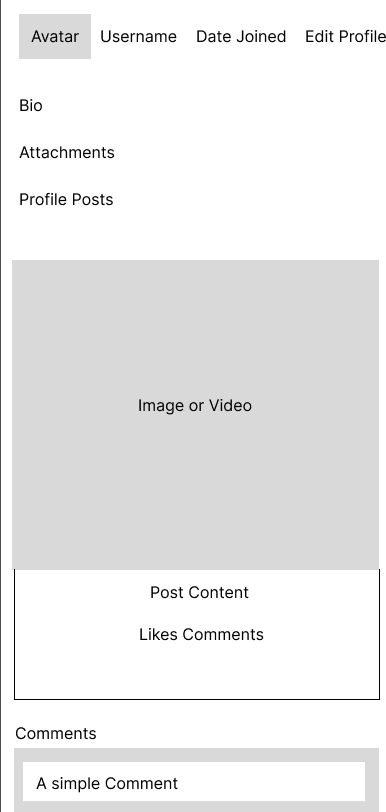 Avatar Username Date Joined Edit Profile
Bio
Attachments
Profile Posts
Image or Video
Post Content
Likes Comments
Comments
A simple Comment